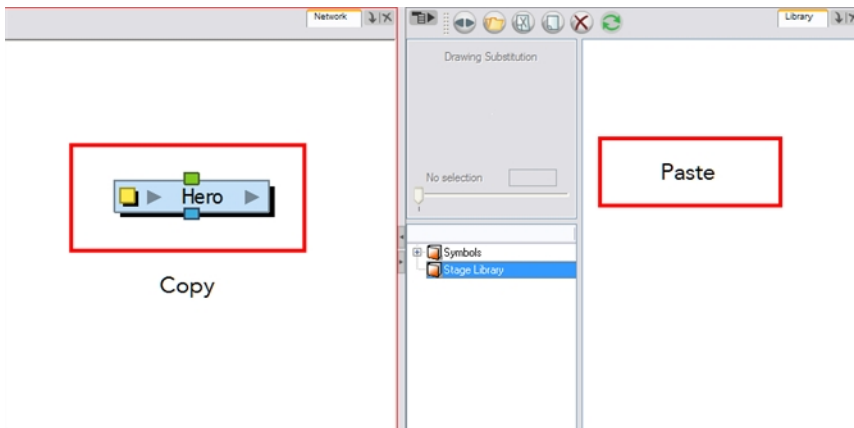 Network
Library
Drawing Substitution
No selection
Hero
Copy
Symbols
Stage Library
Paste